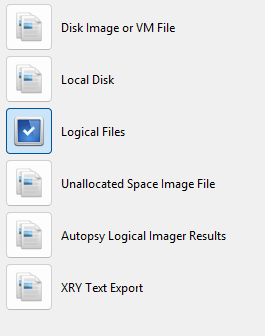 Disk Image or VM File
Local Disk
Logical Files
Unallocated Space Image File
Autopsy Logical Imager Results
XRY Text Export